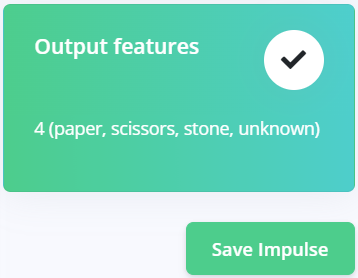 Output features
4 (paper, scissors, stone, unknown)
Save Impulse